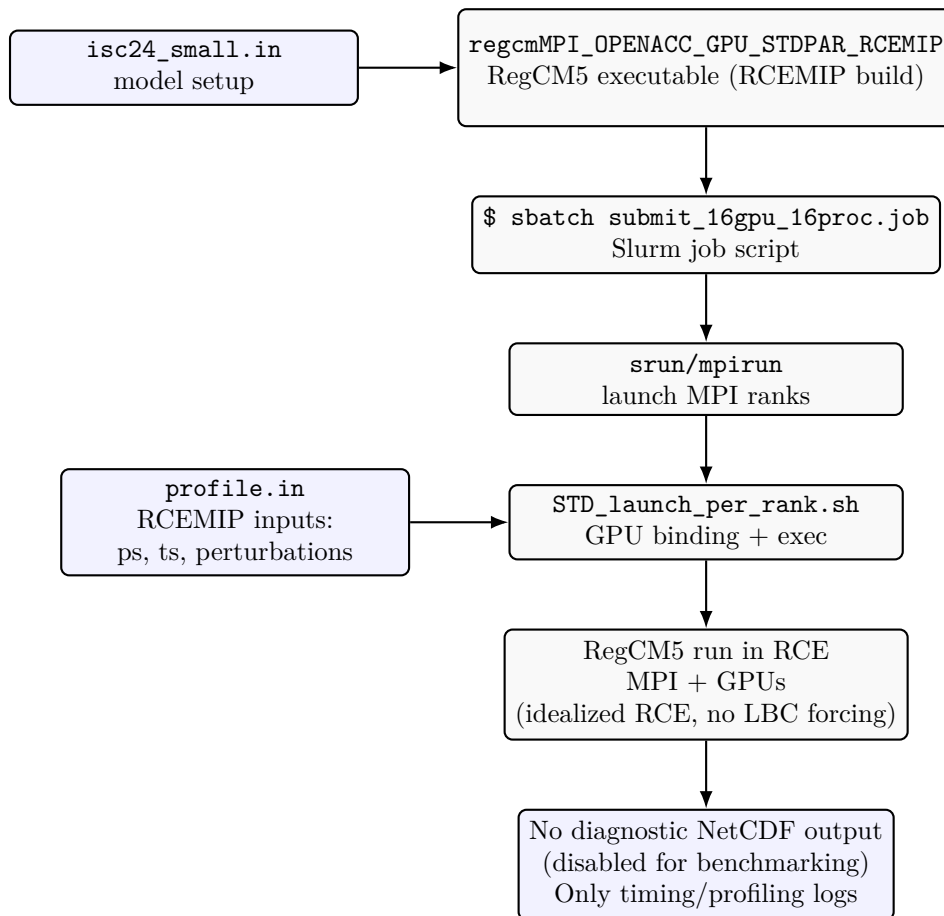 isc24_small.in
model setup
regcmMPI_OPENACC_GPU_STDPAR_RCEMIP
RegCM5 executable (RCEMIP build)
$ sbatch submit_16gpu_16proc.job
Slurm job script
srun/mpirun
launch MPI ranks
profile.in
RCEMIP inputs:
ps, ts, perturbations
STD_launch_per_rank.sh
GPU binding + exec
RegCM5 run in RCE
MPI + GPUs
(idealized RCE, no LBC forcing)
No diagnostic NetCDF output
(disabled for benchmarking)
Only timing/profiling logs